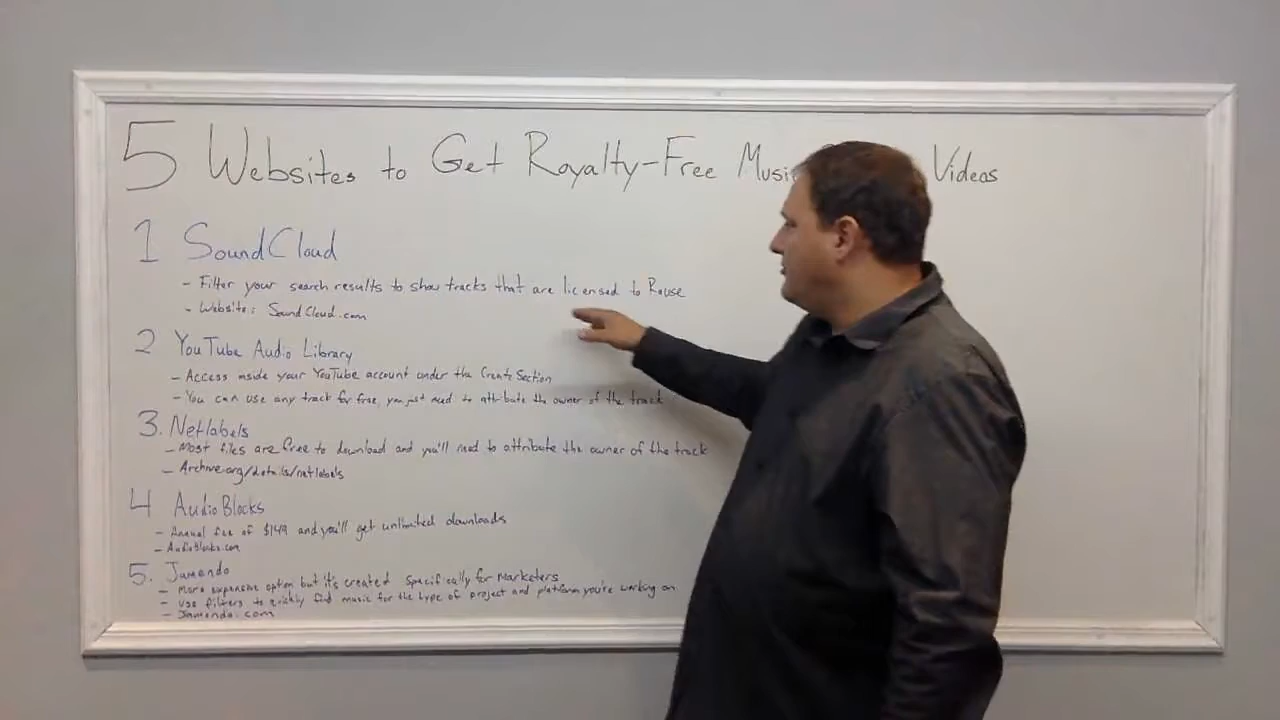 5 Websites to Get Royalty-Free Music Videos
1 SoundCloud
- Filter your search results to show tracks that are licensed to Reuse
- Website: SoundCloud.com
2 YouTube Audio Library
- Access inside your YouTube account under the Create Section
- You can use any track for free, you just need to attribute the owner of the track
3. Netlabels
- Most files are free to download and you'll need to attribute the owner of the track
- Archive.org/details/netlabels
4 AudioBlocks
- Annual fee of $149 and you'll get unlimited downloads
- AudioBlocks.com
5. Jamendo
- More expensive option but it's created specifically for Marketers
- Use filters to quickly find music for the type of project and platform you're working on
- Jamendo.com